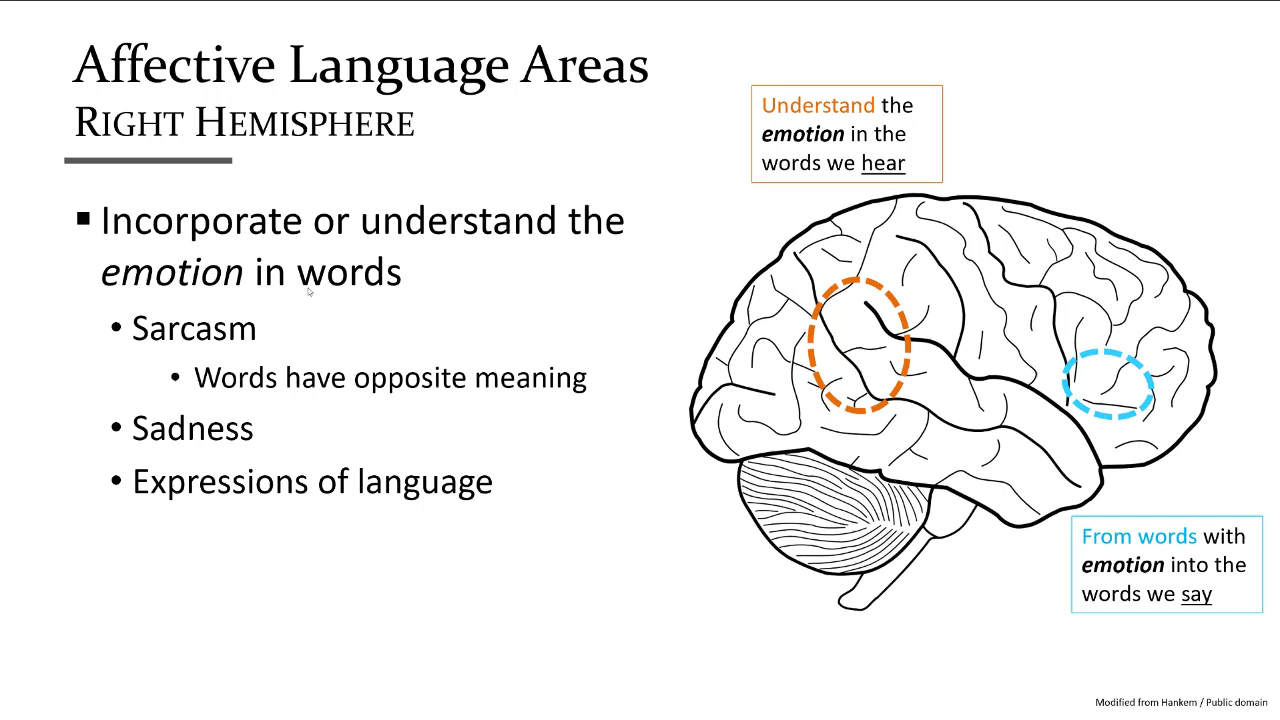 Affective Language Areas
RIGHT HEMISPHERE
▪ Incorporate or understand the
emotion in words
• Sarcasm
• Words have opposite meaning
• Sadness
• Expressions of language
Understand the
emotion in the
words we hear
From words with
emotion into the
words we say
Modified from Hankem / Public domain